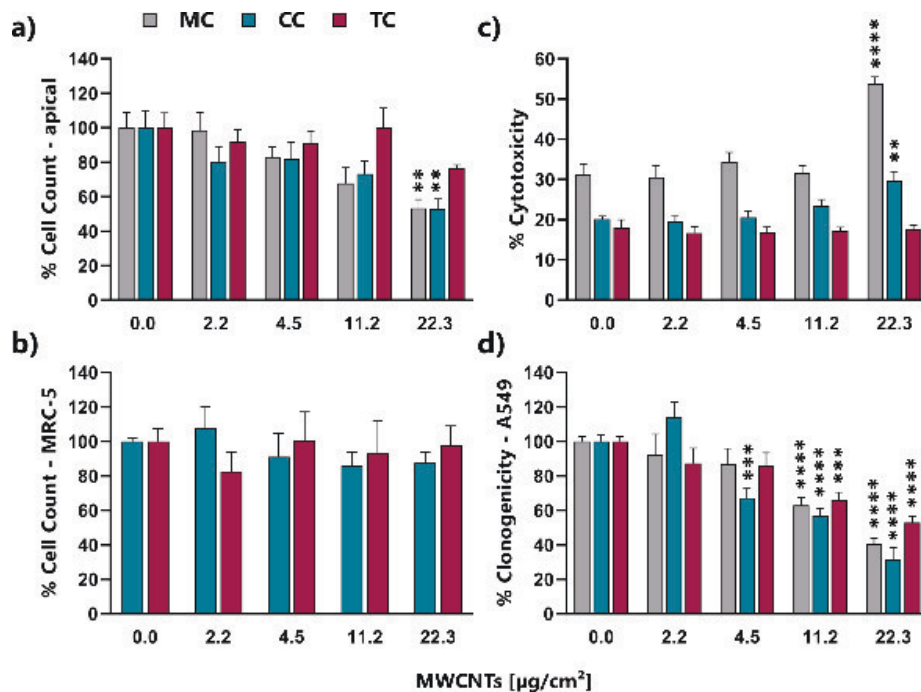 a) MC CC TC
% Cell Count - apical
140
120
100
80
60
40
20
0
** **
0.0 2.2 4.5 11.2 22.3
c)
% Cytotoxicity
60
50
40
30
20
10
0
****
**
0.0 2.2 4.5 11.2 22.3
b)
% Cell Count - MRC-5
140
120
100
80
60
40
20
0
0.0 2.2 4.5 11.2 22.3
d)
% Clonogenicity - A549
140
120
100
80
60
40
20
0
***
**** **** ***
**** **** ****
0.0 2.2 4.5 11.2 22.3
MWCNTs [µg/cm²]